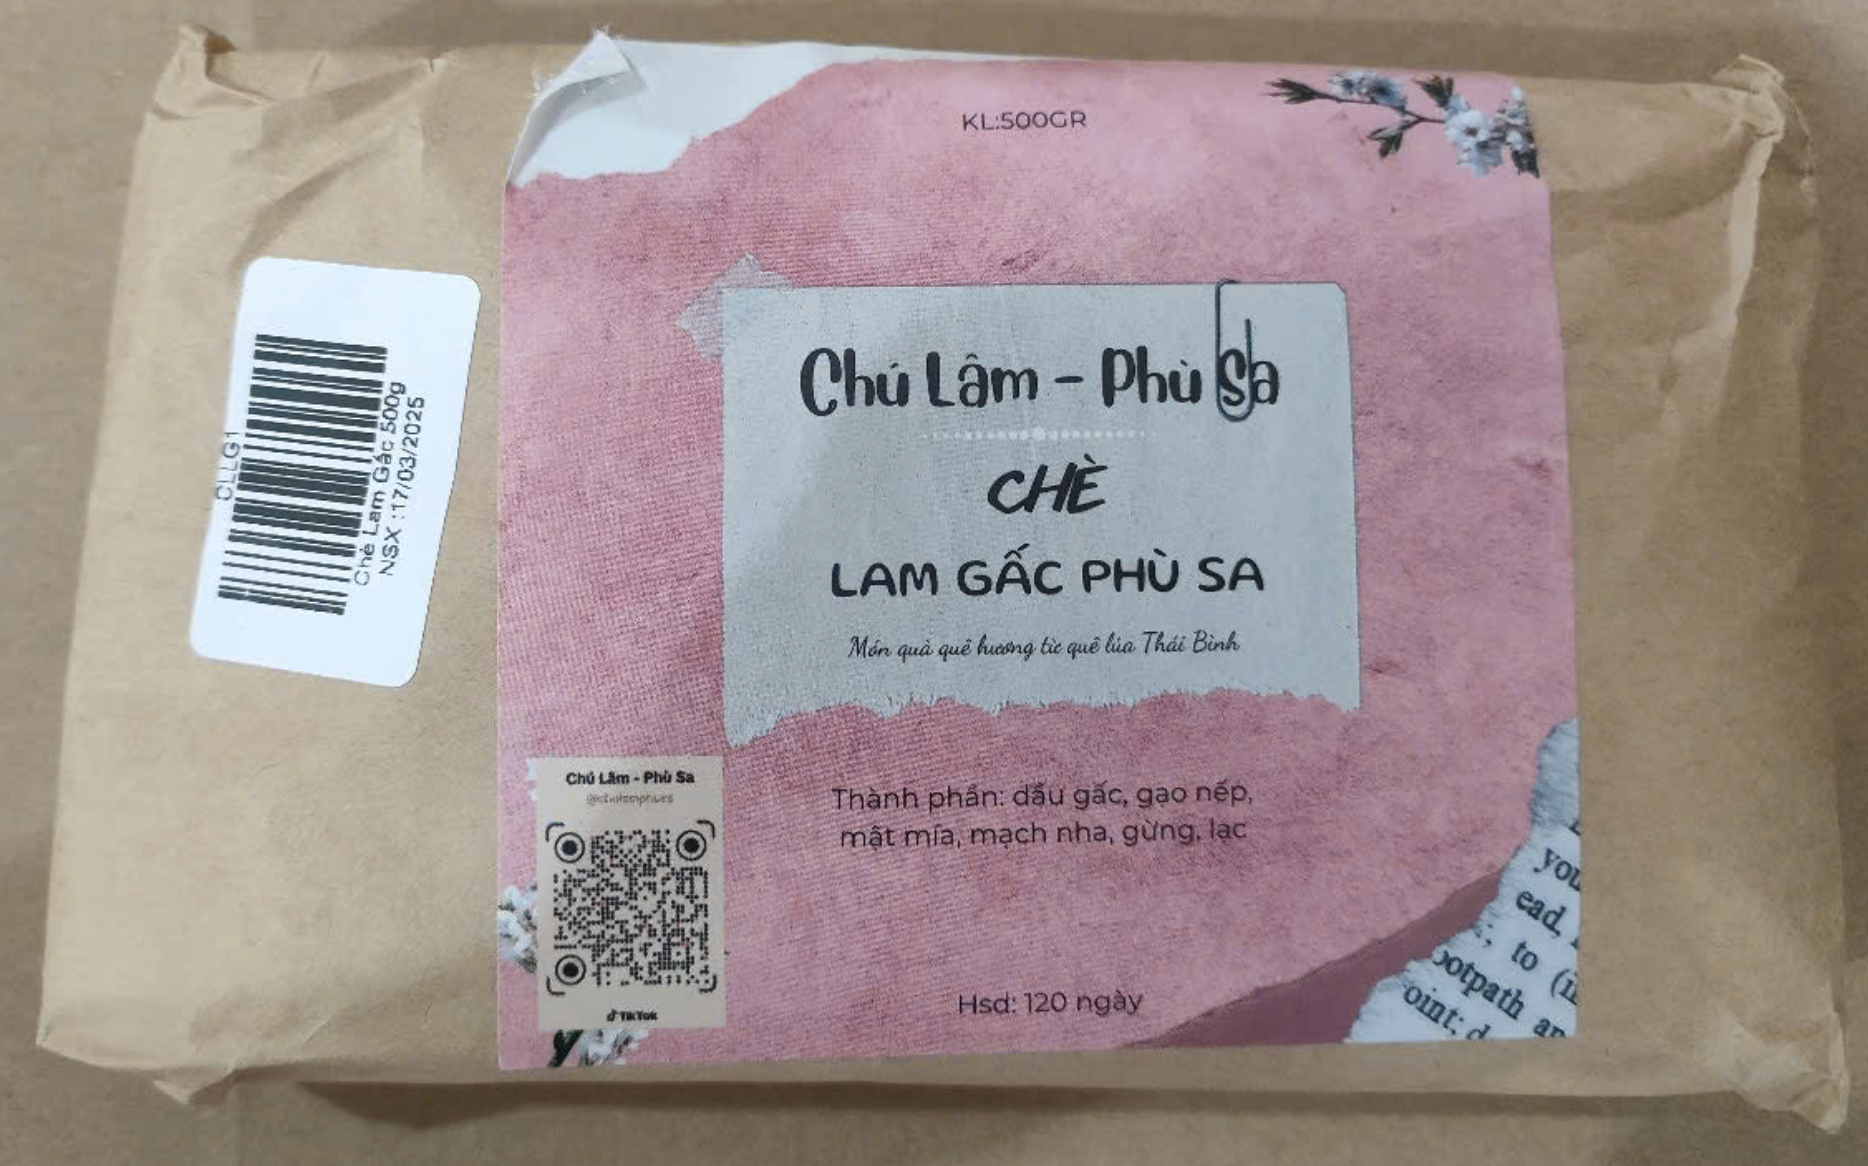 KL:500GR
Chú Lâm - Phù Sa
CHÈ
LAM GẤC PHÙ SA
Món quà quê hương từ quê lúa Thái Bình
CLLG1
Chè Lam Gấc 500g
NSX :17/03/2025
Chú Lâm - Phù Sa
TikTok
Thành phần: dầu gấc, gạo nếp,
mật mía, mạch nha, gừng, lạc
Hsd: 120 ngày
you
ead,
to (i
ootpath an
oint; d